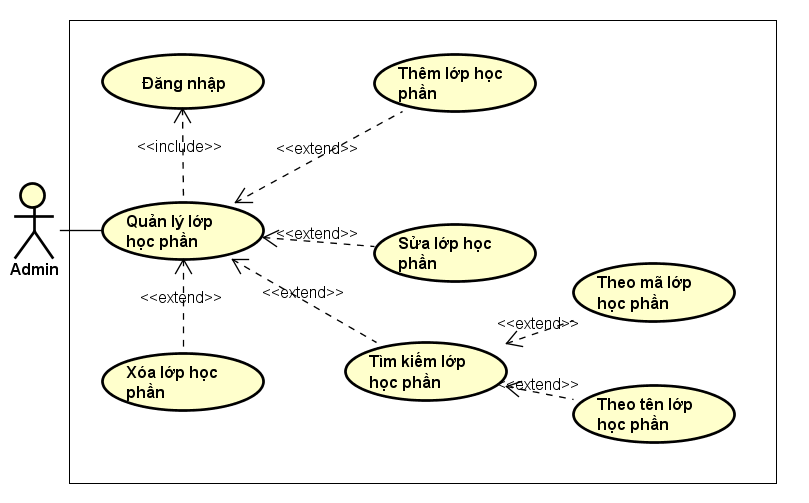 Đăng nhập
Thêm lớp học
phần
<<include>>
<<extend>>
Quản lý lớp
học phần
<<extend>>
Sửa lớp học
phần
Admin
<<extend>>
<<extend>>
Theo mã lớp
học phần
<<extend>>
Xóa lớp học
phần
Tìm kiếm lớp
học phần
<<extend>>
Theo tên lớp
học phần